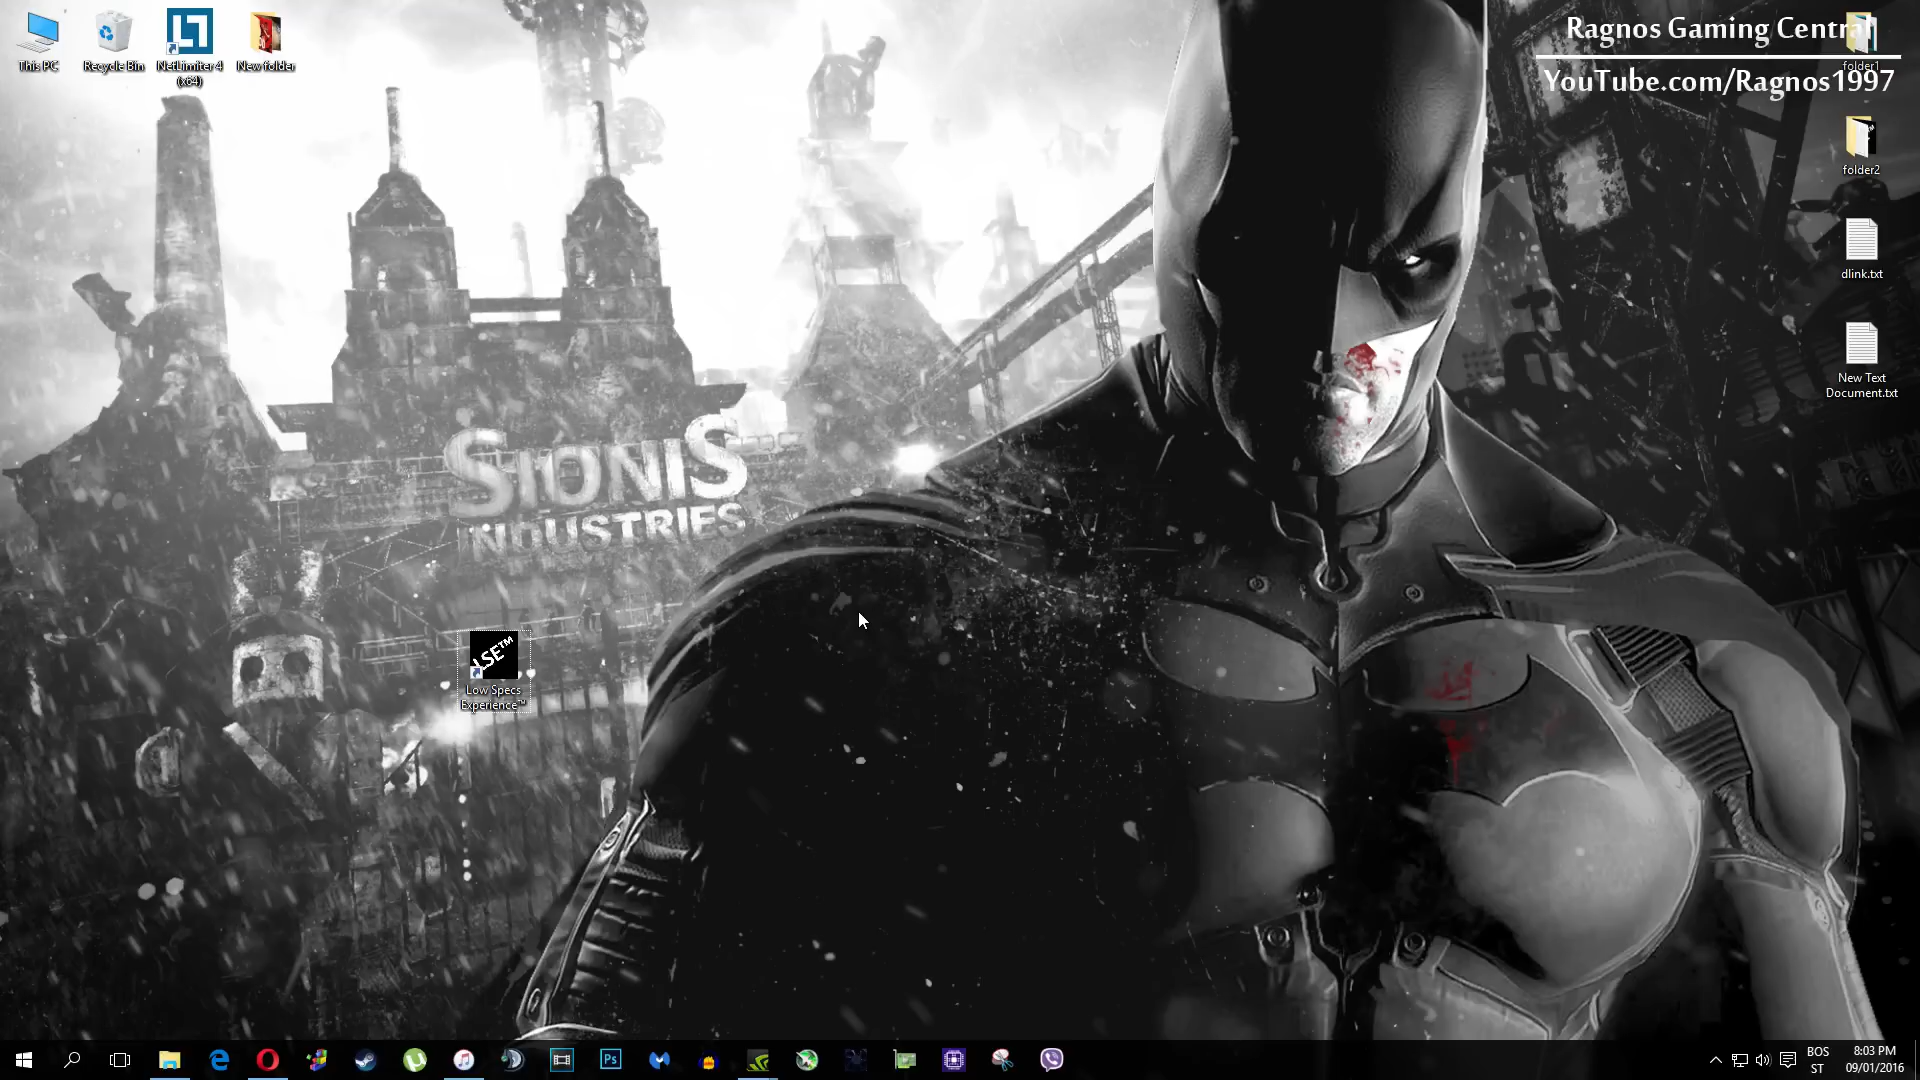 This PC
Recycle Bin
NetLimiter 4
(x64)
New folder
Ragnos Gaming Central
folder1
YouTube.com/Ragnos1997
folder2
dlink.txt
New Text
Document.txt
SIONIS
INDUSTRIES
LSE™
Low Specs
Experience™
Ps
BOS
ST
8:03 PM
09/01/2016